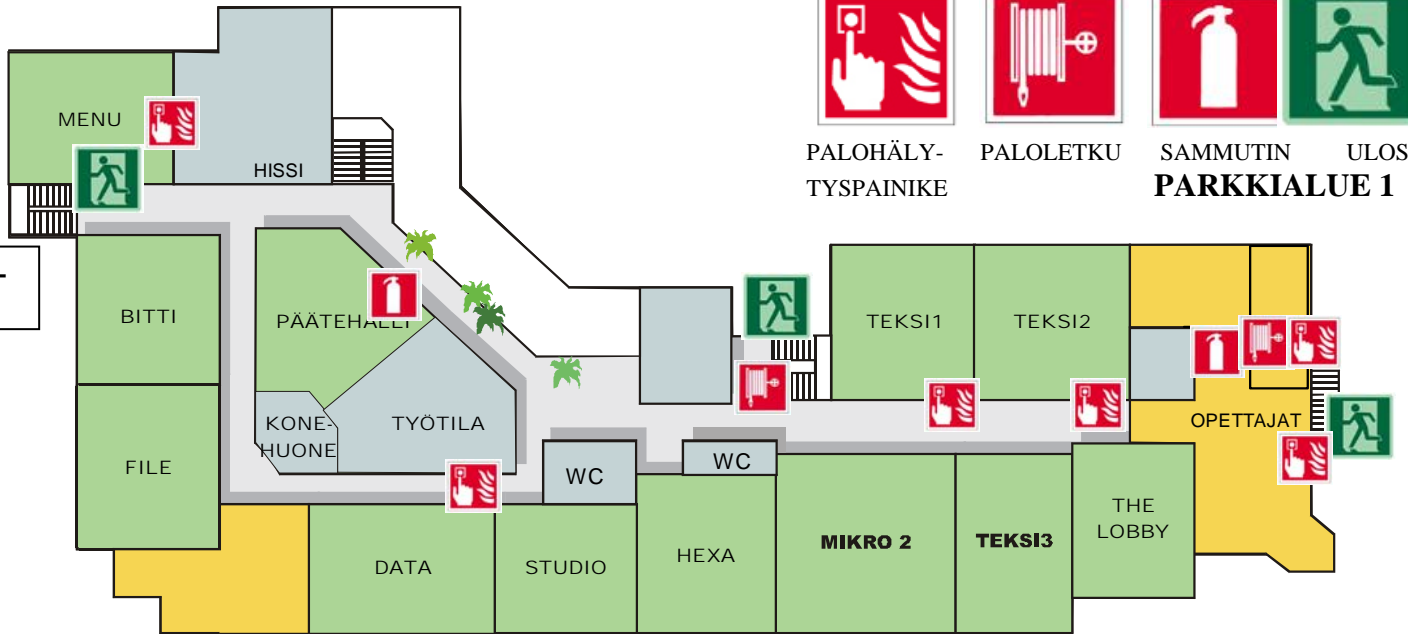 PALOHÄLY-
TYSPAINIKE
PALOLETKU
SAMMUTIN
ULOS
PARKKIALUE 1
MENU
HISSI
BITTI
PÄÄTEHALLI
TEKSI1
TEKSI2
KONE-
HUONE
TYÖTILA
OPETTAJAT
FILE
WC
WC
THE
LOBBY
DATA
STUDIO
HEXA
MIKRO 2
TEKSI3